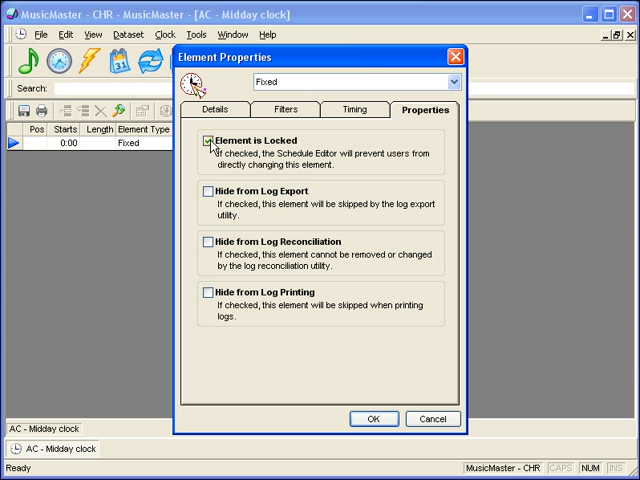 MusicMaster - CHR - MusicMaster - [AC - Midday clock]
File Edit View Dataset Clock Tools Window Help
31
Search:
Pos Starts Length Element Type
0:00 Fixed
Element Properties
Fixed
Details Filters Timing Properties
Element is Locked
If checked, the Schedule Editor will prevent users from
directly changing this element.
Hide from Log Export
If checked, this element will be skipped by the log export
utility.
Hide from Log Reconciliation
If checked, this element cannot be removed or changed
by the log reconciliation utility.
Hide from Log Printing
If checked, this element will be skipped when printing
logs.
OK Cancel
AC - Midday clock
AC - Midday clock
Ready MusicMaster - CHR CAPS NUM INS